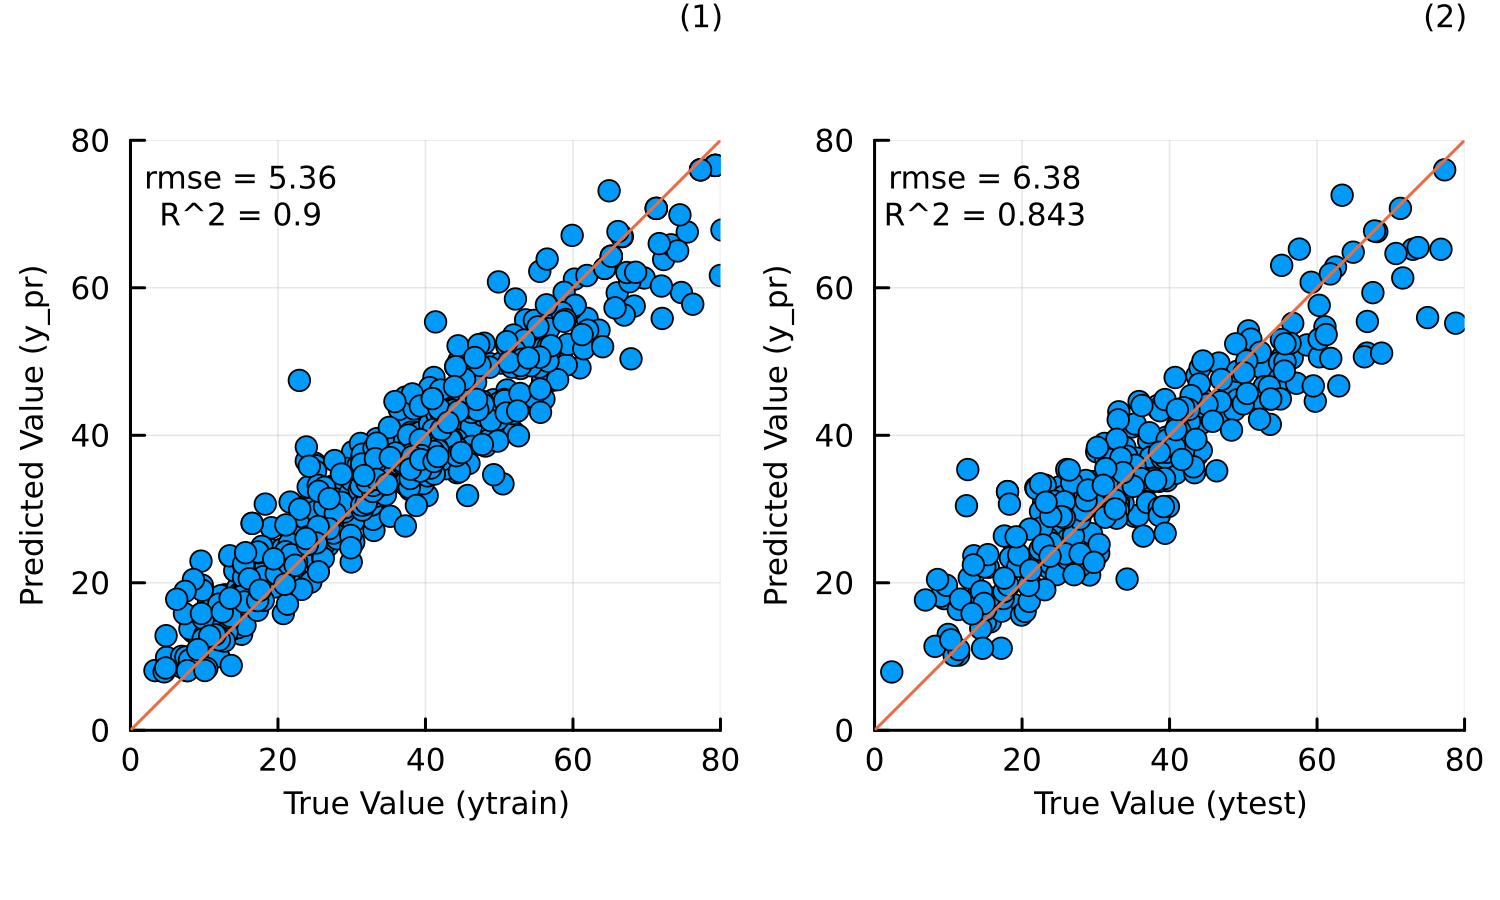 (1)
rmse = 5.36
R^2 = 0.9
80
60
40
20
0
0 20 40 60 80
True Value (ytrain)
Predicted Value (y_pr)
(2)
rmse = 6.38
R^2 = 0.843
80
60
40
20
0
0 20 40 60 80
True Value (ytest)
Predicted Value (y_pr)